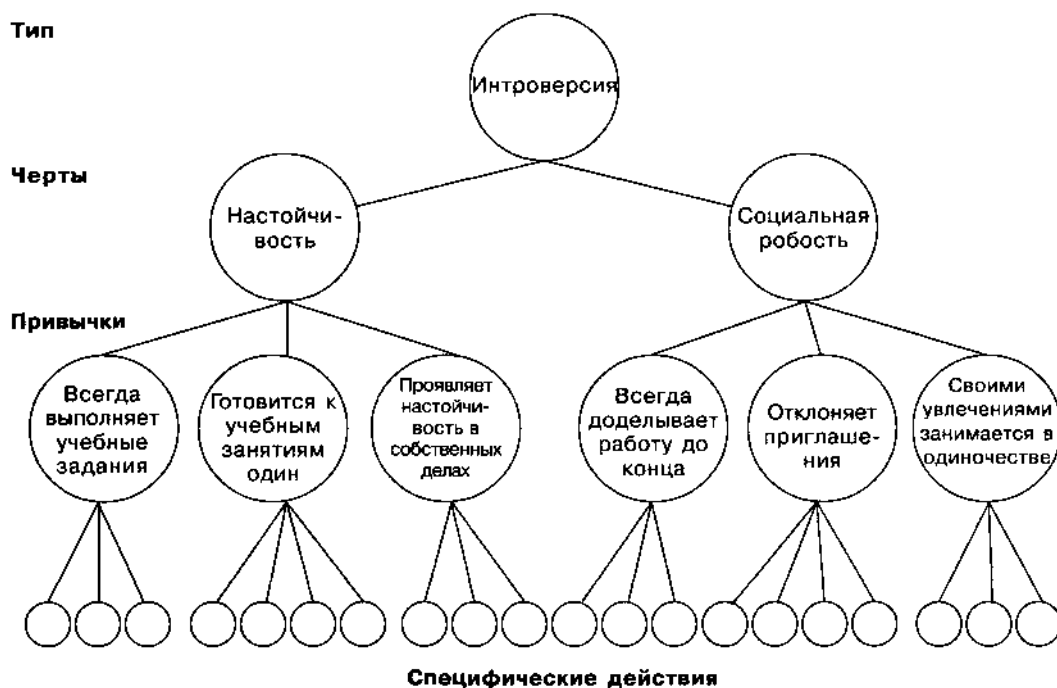 Тип
Интроверсия
Черты
Настойчи-
вость
Социальная
робость
Привычки
Всегда
выполняет
учебные
задания
Готовится к
учебным
занятиям
один
Проявляет
настойчи-
вость в
собственных
делах
Всегда
доделывает
работу до
конца
Отклоняет
приглаше-
ния
Своими
увлечениями
занимается в
одиночестве
Специфические действия